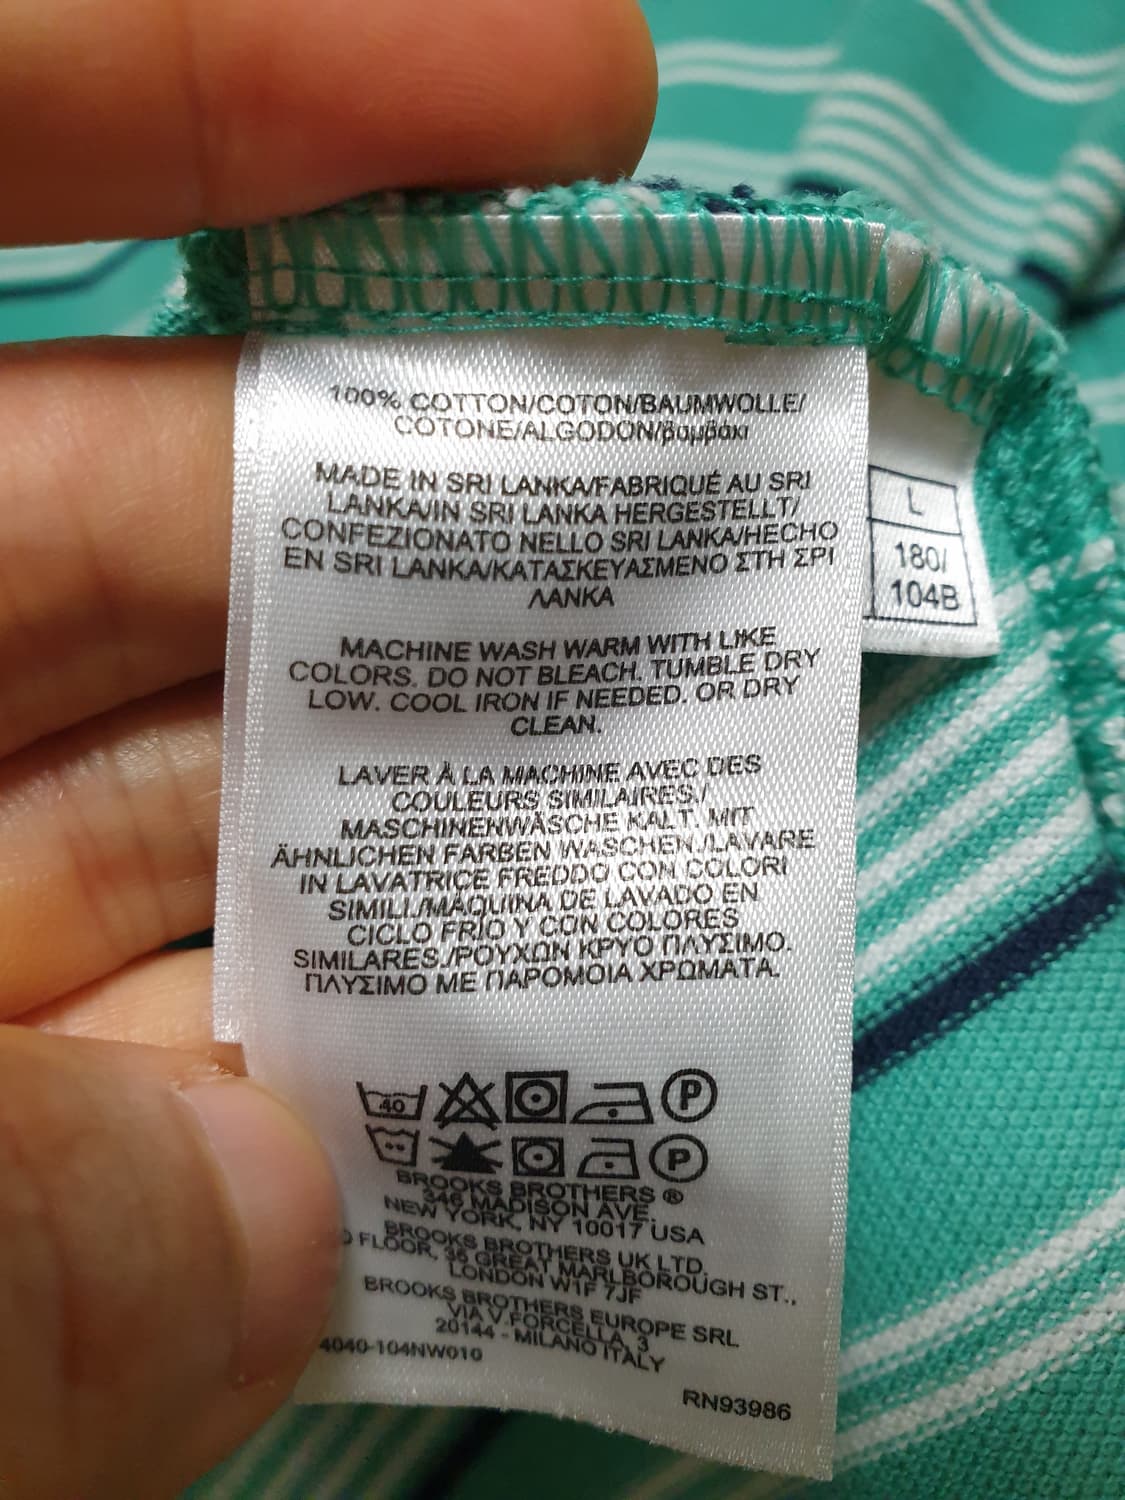 100% COTTON/COTON/BAUMWOLLE/
COTONE/ALGODON/βαμβάκι
MADE IN SRI LANKA/FABRIQUÉ AU SRI
LANKA/IN SRI LANKA HERGESTELLT/
CONFEZIONATO NELLO SRI LANKA/HECHO
EN SRI LANKA/ΚΑΤΑΣΚΕΥΑΣΜΕΝΟ ΣΤΗ ΣΡΙ
ΛΑΝΚΑ
MACHINE WASH WARM WITH LIKE
COLORS. DO NOT BLEACH. TUMBLE DRY
LOW. COOL IRON IF NEEDED. OR DRY
CLEAN.
LAVER À LA MACHINE AVEC DES
COULEURS SIMILAIRES./
MASCHINENWÄSCHE KALT. MIT
ÄHNLICHEN FARBEN WASCHEN./LAVARE
IN LAVATRICE FREDDO CON COLORI
SIMILI./MÁQUINA DE LAVADO EN
CICLO FRÍO Y CON COLORES
SIMILARES./ΡΟΥΧΩΝ ΚΡΥΟ ΠΛΥΣΙΜΟ.
ΠΛΥΣΙΜΟ ΜΕ ΠΑΡΟΜΟΙΑ ΧΡΩΜΑΤΑ.
40 P
P
BROOKS BROTHERS ®
346 MADISON AVE.
NEW YORK, NY 10017 USA
BROOKS BROTHERS UK LTD.
FLOOR, 36 GREAT MARLBOROUGH ST.,
LONDON W1F 7JF
BROOKS BROTHERS EUROPE SRL
VIA V.FORCELLA, 3
20144 - MILANO ITALY
4040-104NW010
RN93986
L
180/
104B